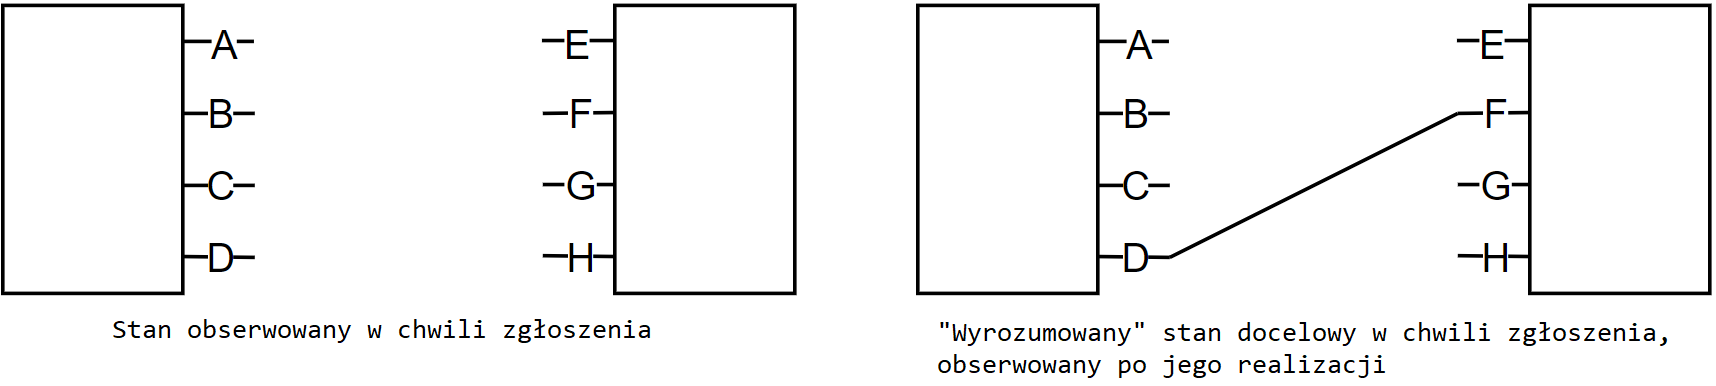 A E A E
B F B F
C G C G
D H D H
Stan obserwowany w chwili zgłoszenia
"Wyrozumowany" stan docelowy w chwili zgłoszenia,
obserwowany po jego realizacji